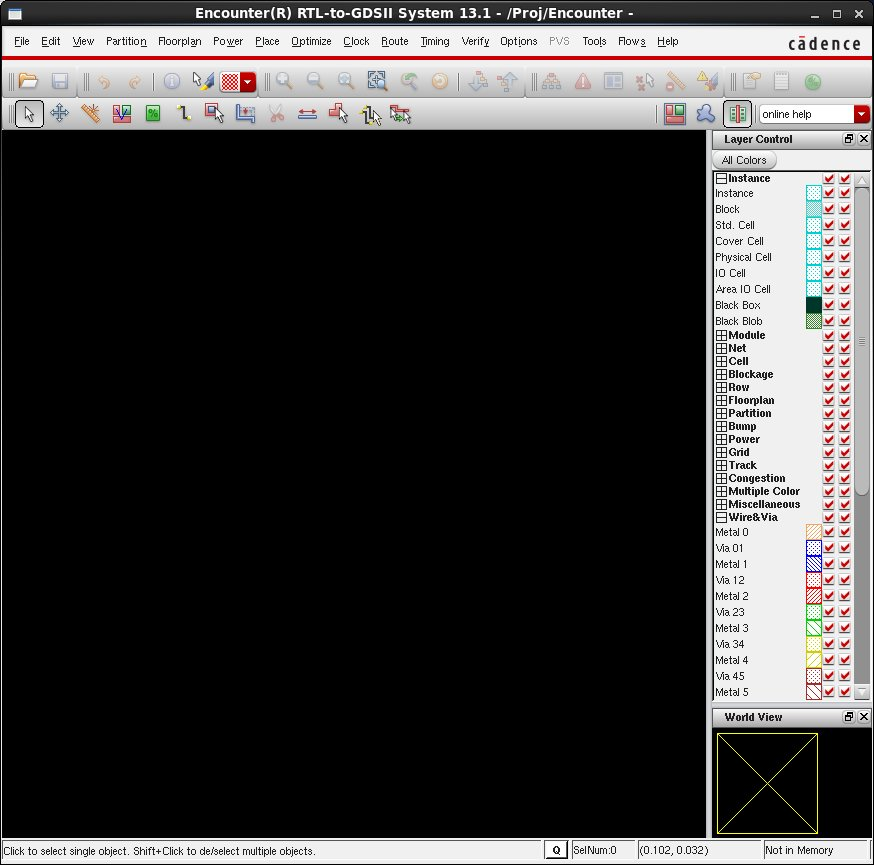 Encounter(R) RTL-to-GDSII System 13.1 - /Proj/Encounter -
File Edit View Partition Floorplan Power Place Optimize Clock Route Timing Verify Options PVS Tools Flows Help
cādence
online help
Layer Control
All Colors
Instance
Instance
Block
Std. Cell
Cover Cell
Physical Cell
IO Cell
Area IO Cell
Black Box
Black Blob
Module
Net
Cell
Blockage
Row
Floorplan
Partition
Bump
Power
Grid
Track
Congestion
Multiple Color
Miscellaneous
Wire&Via
Metal 0
Via 01
Metal 1
Via 12
Metal 2
Via 23
Metal 3
Via 34
Metal 4
Via 45
Metal 5
World View
Click to select single object. Shift+Click to de/select multiple objects. Q SelNum:0 (0.102, 0.032) Not in Memory